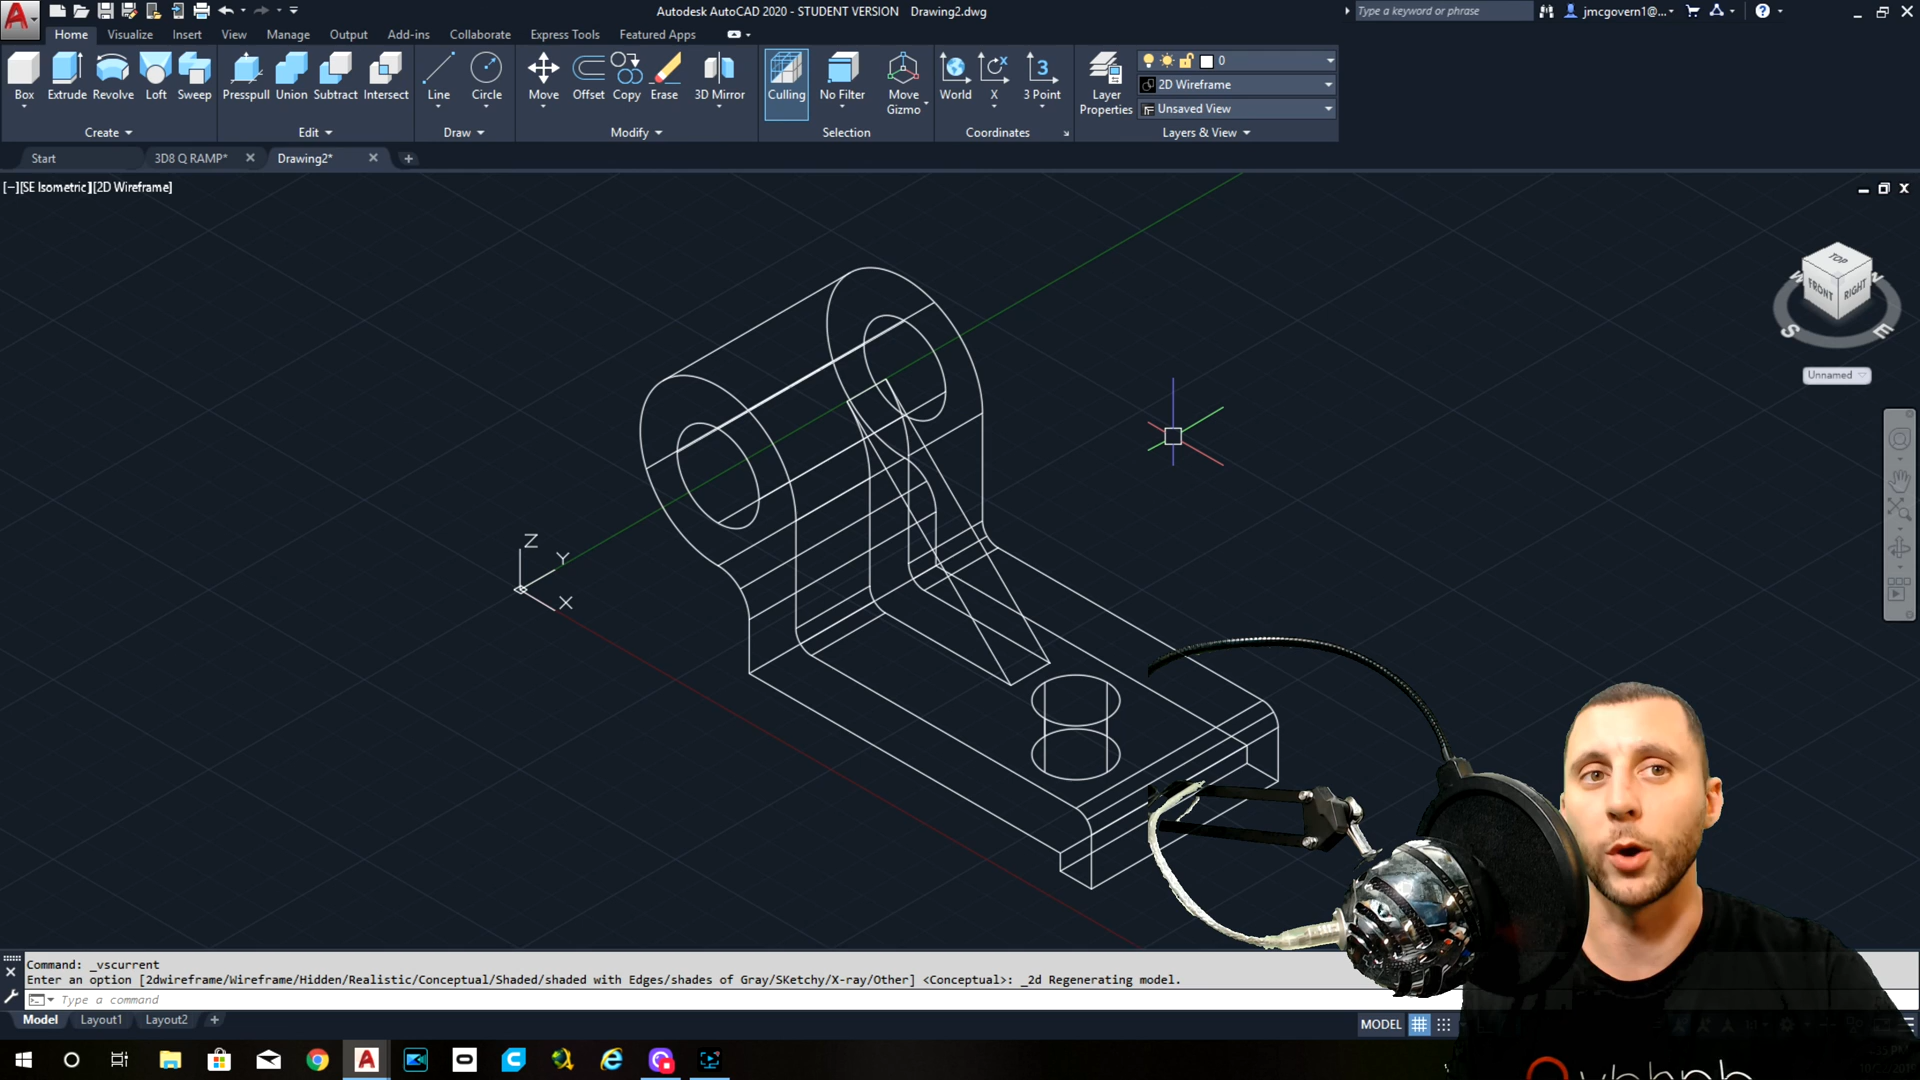 Autodesk AutoCAD 2020 - STUDENT VERSION Drawing2.dwg
Type a keyword or phrase
jmcgovern1@...
Home Visualize Insert View Manage Output Add-ins Collaborate Express Tools Featured Apps
Box Extrude Revolve Loft Sweep Presspull Union Subtract Intersect Line Circle Move Offset Copy Erase 3D Mirror Culling No Filter Move Gizmo World X 3 Point Layer Properties
0
2D Wireframe
Unsaved View
Create Edit Draw Modify Selection Coordinates Layers & View
Start 3D8 Q RAMP* Drawing2*
[−][SE Isometric][2D Wireframe]
TOP
FRONT RIGHT
W N
S E
Unnamed
Z
Y
X
Command: _vscurrent
Enter an option [2dwireframe/Wireframe/Hidden/Realistic/Conceptual/Shaded/shaded with Edges/shades of Gray/SKetchy/X-ray/Other] <Conceptual>: _2d Regenerating model.
Type a command
Model Layout1 Layout2
MODEL